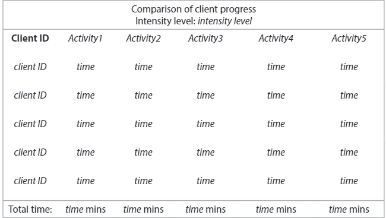 Comparison of client progress
Intensity level: intensity level
Client ID Activity1 Activity2 Activity3 Activity4 Activity5
client ID time time time time time
client ID time time time time time
client ID time time time time time
client ID time time time time time
client ID time time time time time
Total time: time mins time mins time mins time mins time mins